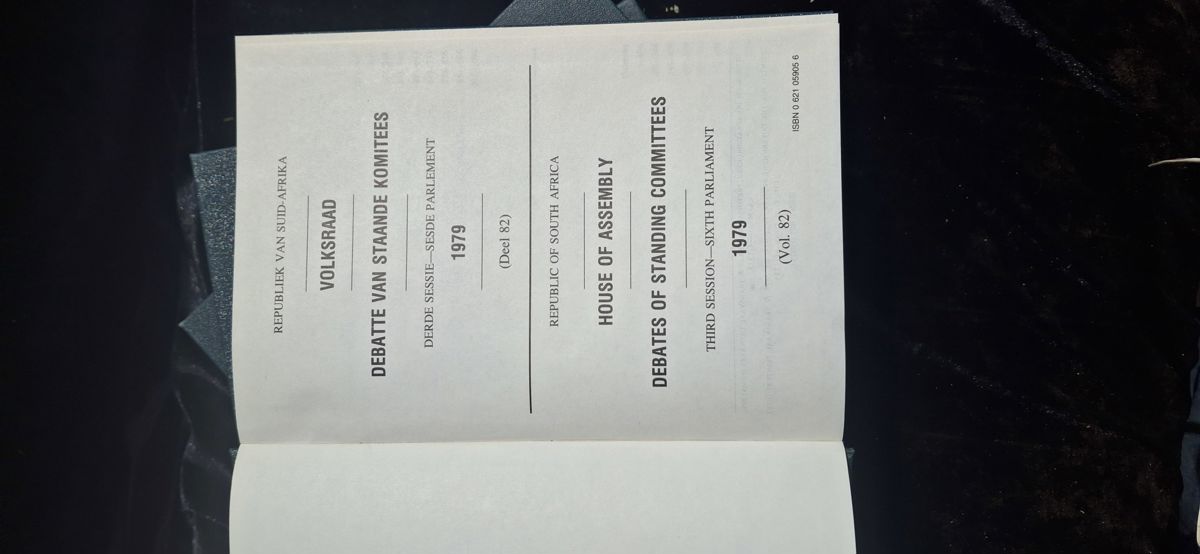 REPUBLIEK VAN SUID-AFRIKA
VOLKSRAAD
DEBATTE VAN STAANDE KOMITEES
DERDE SESSIE—SESDE PARLEMENT
1979
(Deel 82)
REPUBLIC OF SOUTH AFRICA
HOUSE OF ASSEMBLY
DEBATES OF STANDING COMMITTEES
THIRD SESSION—SIXTH PARLIAMENT
1979
(Vol. 82)
ISBN 0 621 05905 6